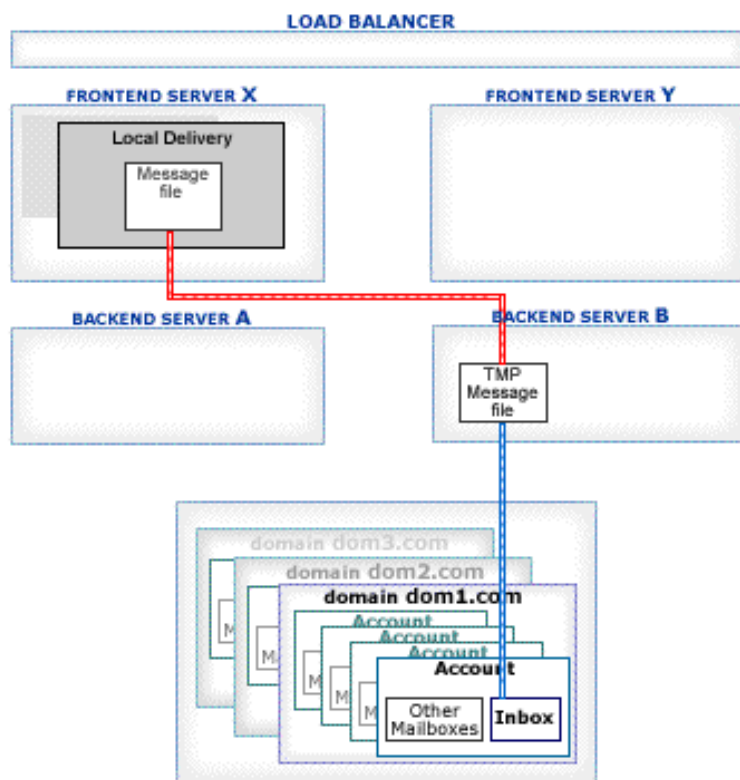 LOAD BALANCER
FRONTEND SERVER X
FRONTEND SERVER Y
Local Delivery
Message
file
BACKEND SERVER A
BACKEND SERVER B
TMP
Message
file
domain dom3.com
domain dom2.com
domain dom1.com
Account
Account
Account
Account
M
Ma
M
M
M
Other
Mailboxes
Inbox